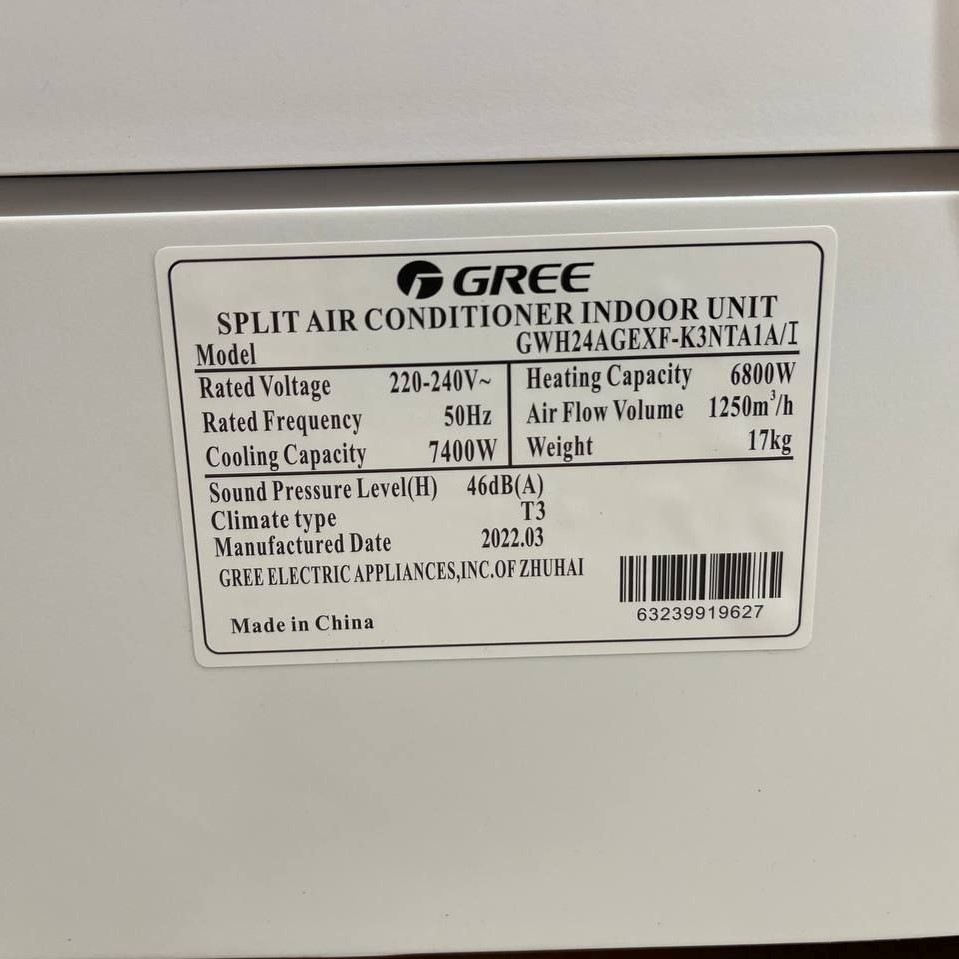 GREE
SPLIT AIR CONDITIONER INDOOR UNIT
Model GWH24AGEXF-K3NTA1A/I
Rated Voltage 220-240V~ Heating Capacity 6800W
Rated Frequency 50Hz Air Flow Volume 1250m³/h
Cooling Capacity 7400W Weight 17kg
Sound Pressure Level(H) 46dB(A)
Climate type T3
Manufactured Date 2022.03
GREE ELECTRIC APPLIANCES,INC.OF ZHUHAI
63239919627
Made in China